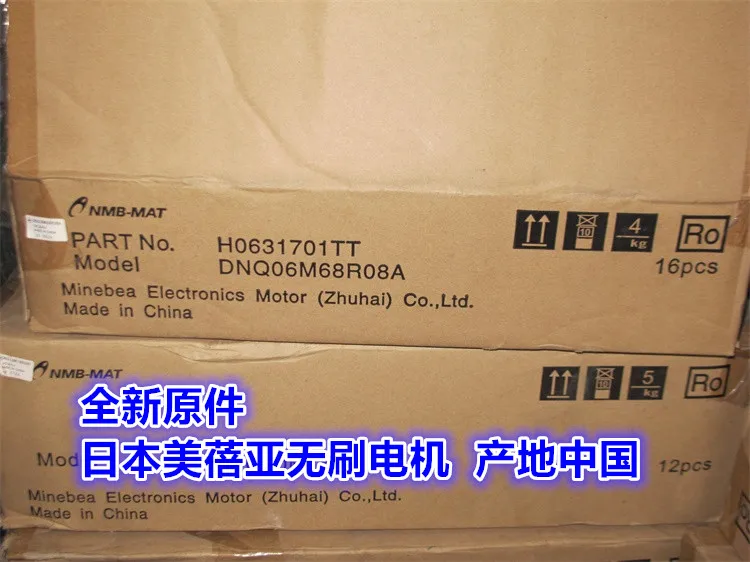 NMB-MAT
PART No. H0631701TT
Model DNQ06M68R08A
Minebea Electronics Motor (Zhuhai) Co.,Ltd.
Made in China
10
4
kg
Ro
16pcs
NMB-MAT
10
5
kg
Ro
全新原件
日本美蓓亚无刷电机 产地中国
12pcs
Minebea Electronics Motor (Zhuhai) Co.,Ltd.
Made in China